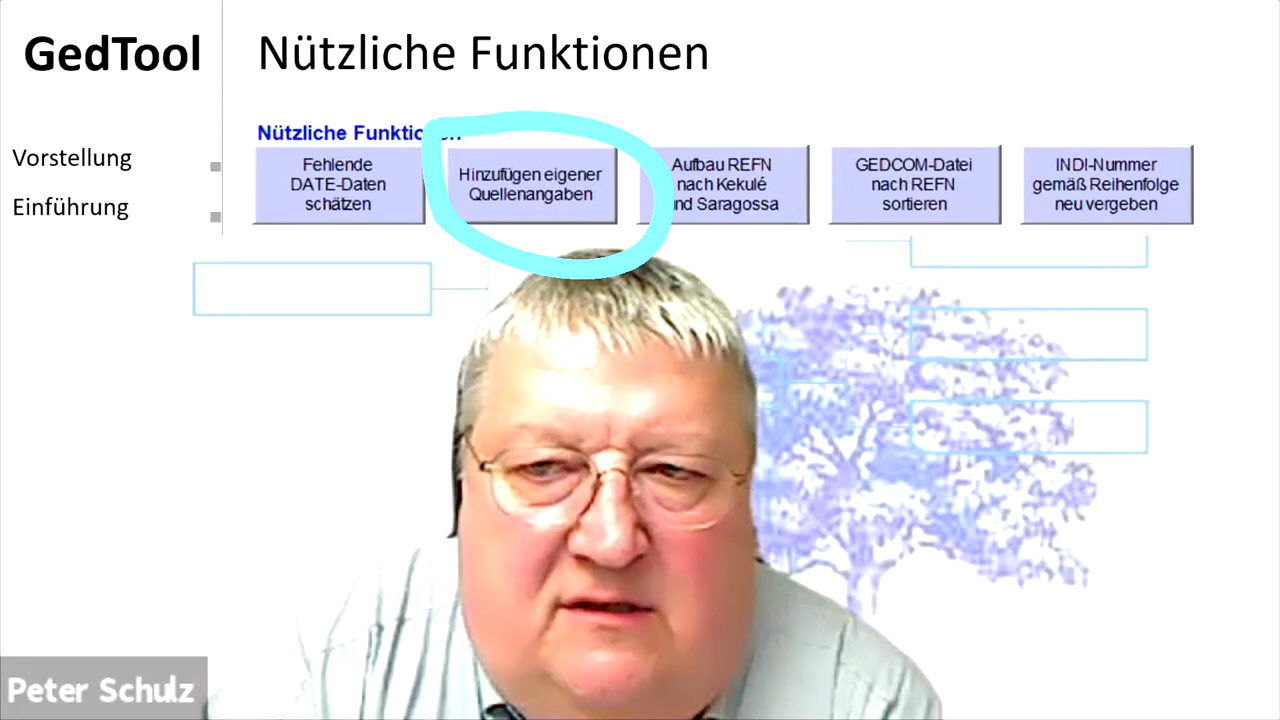 GedTool
Nützliche Funktionen
Vorstellung
Einführung
Nützliche Funktionen
Fehlende
DATE-Daten
schätzen
Hinzufügen eigener
Quellenangaben
Aufbau REFN
nach Kekulé
und Saragossa
GEDCOM-Datei
nach REFN
sortieren
INDI-Nummer
gemäß Reihenfolge
neu vergeben
Peter Schulz